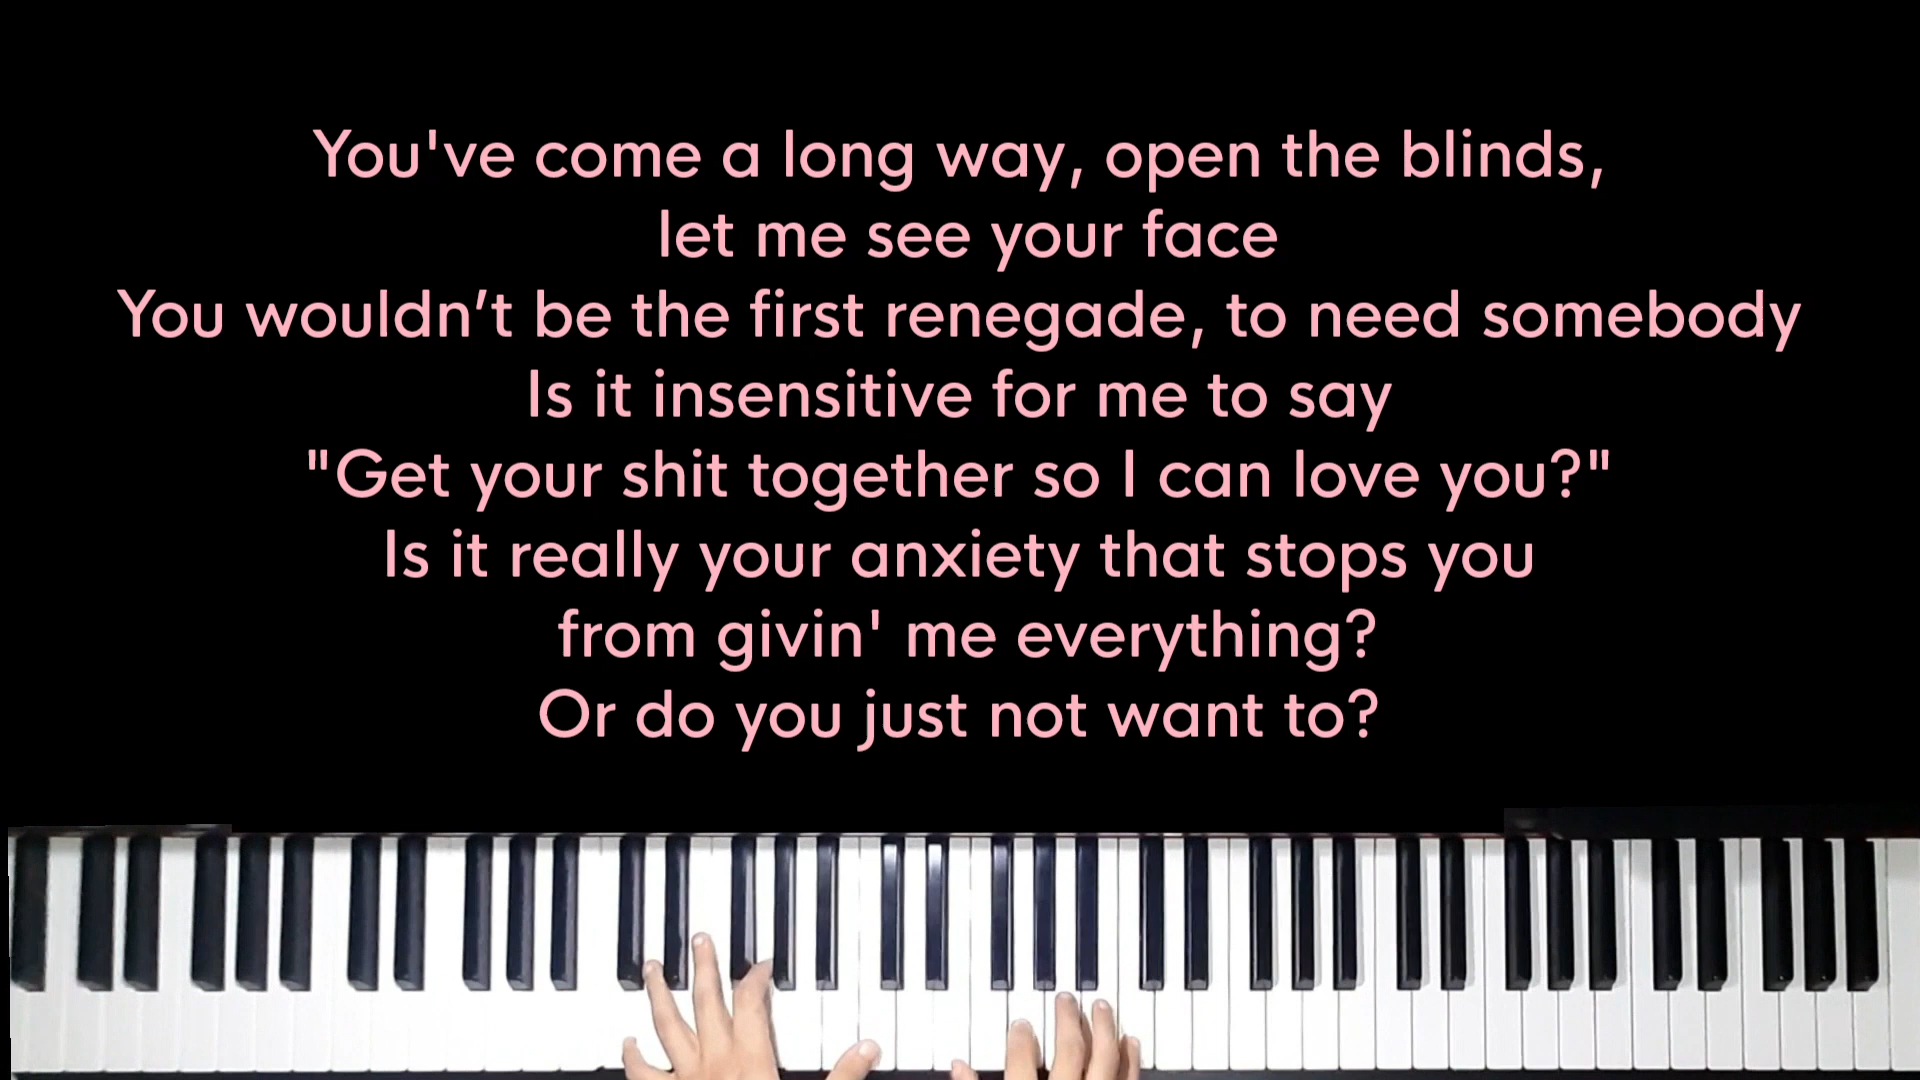 You've come a long way, open the blinds,
let me see your face
You wouldn’t be the first renegade, to need somebody
Is it insensitive for me to say
"Get your shit together so I can love you?"
Is it really your anxiety that stops you
from givin' me everything?
Or do you just not want to?